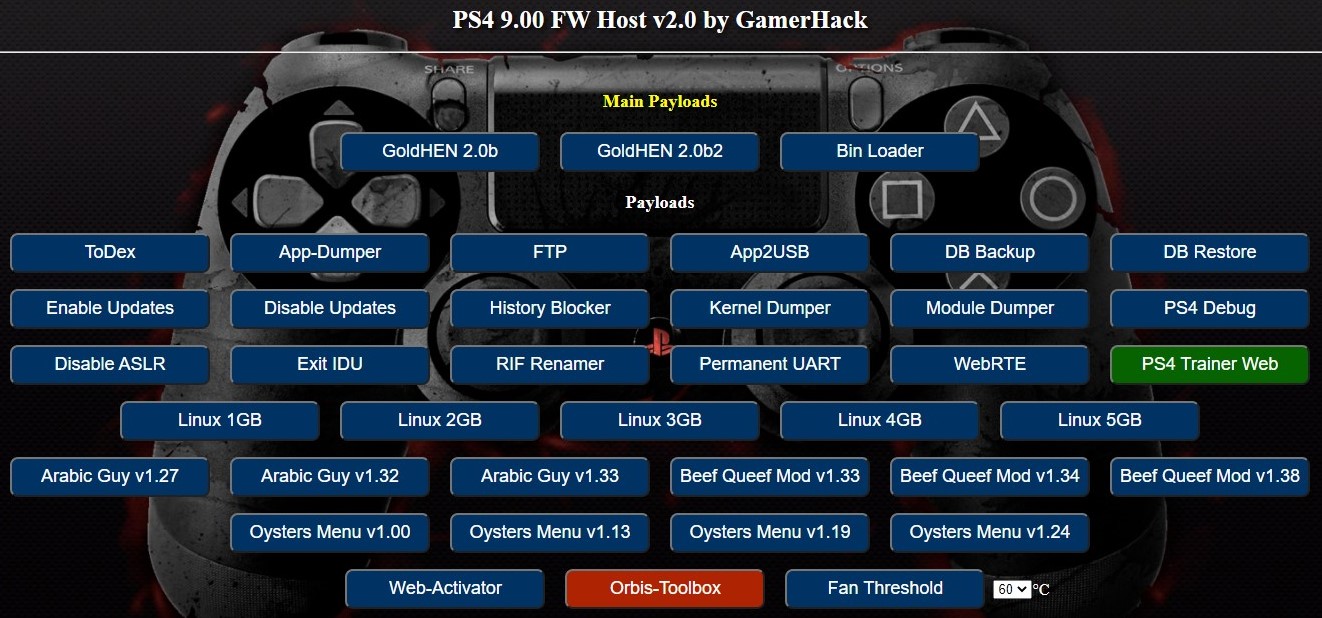 PS4 9.00 FW Host v2.0 by GamerHack
SHARE
OPTIONS
Main Payloads
GoldHEN 2.0b
GoldHEN 2.0b2
Bin Loader
Payloads
ToDex
App-Dumper
FTP
App2USB
DB Backup
DB Restore
Enable Updates
Disable Updates
History Blocker
Kernel Dumper
Module Dumper
PS4 Debug
Disable ASLR
Exit IDU
RIF Renamer
Permanent UART
WebRTE
PS4 Trainer Web
Linux 1GB
Linux 2GB
Linux 3GB
Linux 4GB
Linux 5GB
Arabic Guy v1.27
Arabic Guy v1.32
Arabic Guy v1.33
Beef Queef Mod v1.33
Beef Queef Mod v1.34
Beef Queef Mod v1.38
Oysters Menu v1.00
Oysters Menu v1.13
Oysters Menu v1.19
Oysters Menu v1.24
Web-Activator
Orbis-Toolbox
Fan Threshold
60 °C